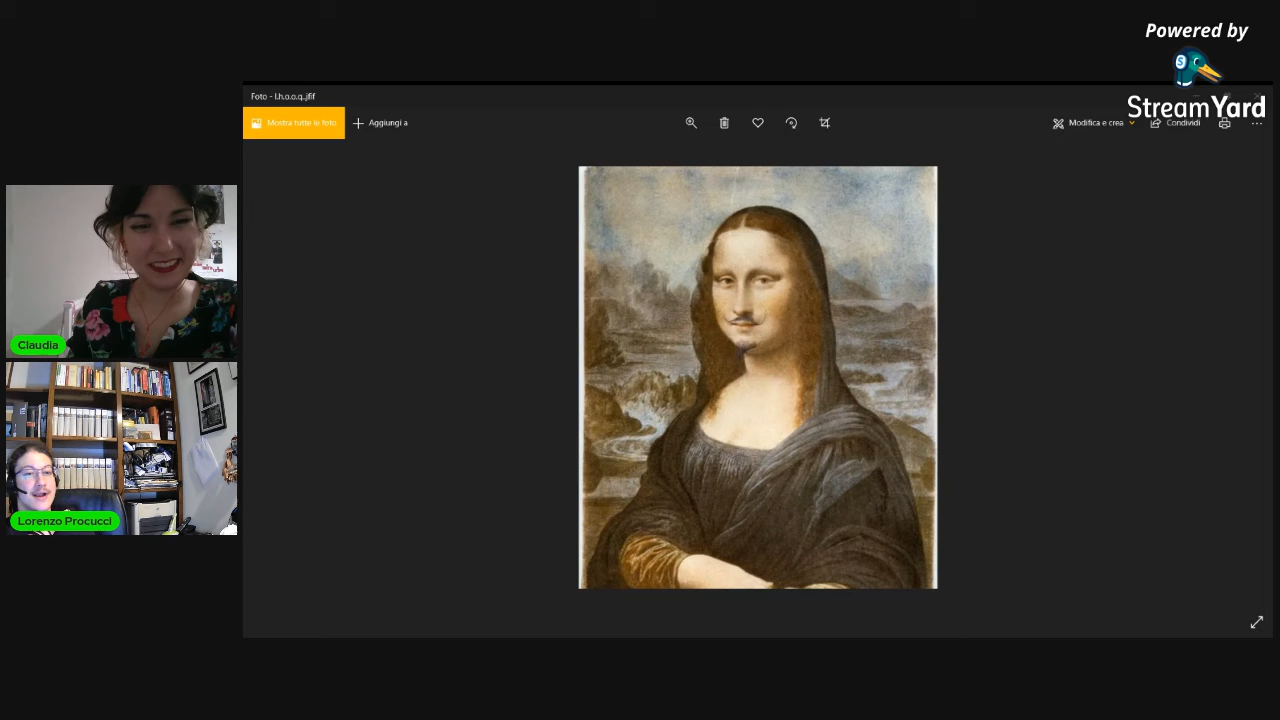 Powered by
StreamYard
Foto - l.h.o.o.q..jfif
Mostra tutte le foto
Aggiungi a
Modifica e crea
Condividi
Claudia
Lorenzo Procucci